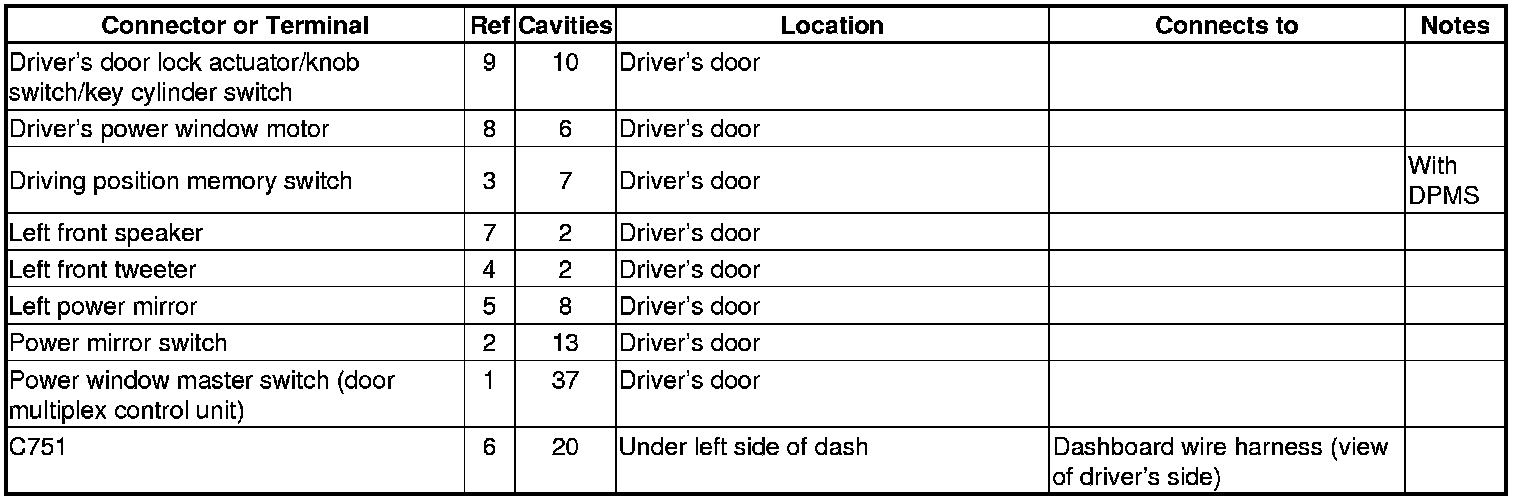 Connector or Terminal Ref Cavities Location Connects to Notes
Driver's door lock actuator/knob switch/key cylinder switch 9 10 Driver's door
Driver's power window motor 8 6 Driver's door
Driving position memory switch 3 7 Driver's door With DPMS
Left front speaker 7 2 Driver's door
Left front tweeter 4 2 Driver's door
Left power mirror 5 8 Driver's door
Power mirror switch 2 13 Driver's door
Power window master switch (door multiplex control unit) 1 37 Driver's door
C751 6 20 Under left side of dash Dashboard wire harness (view of driver's side)